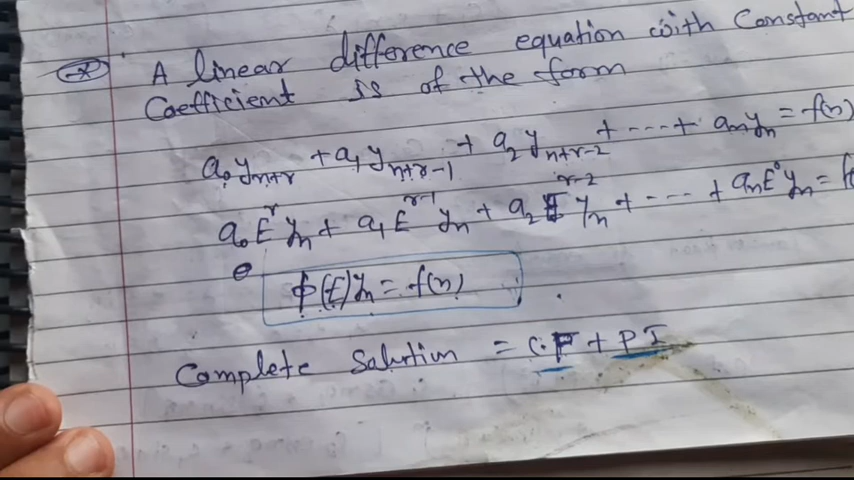 A linear difference equation with Constant
Coefficient is of the form
a₀yₙ₊ᵣ + a₁yₙ₊ᵣ₋₁ + a₂yₙ₊ᵣ₋₂ + ---- + aₙyₙ = f(n)
a₀Eʳyₙ + a₁Eʳ⁻¹yₙ + a₂Eʳ⁻²yₙ + --- + aₙE⁰yₙ = f(
ϕ(E)yₙ = f(n)
Complete Solution = C.F + PI